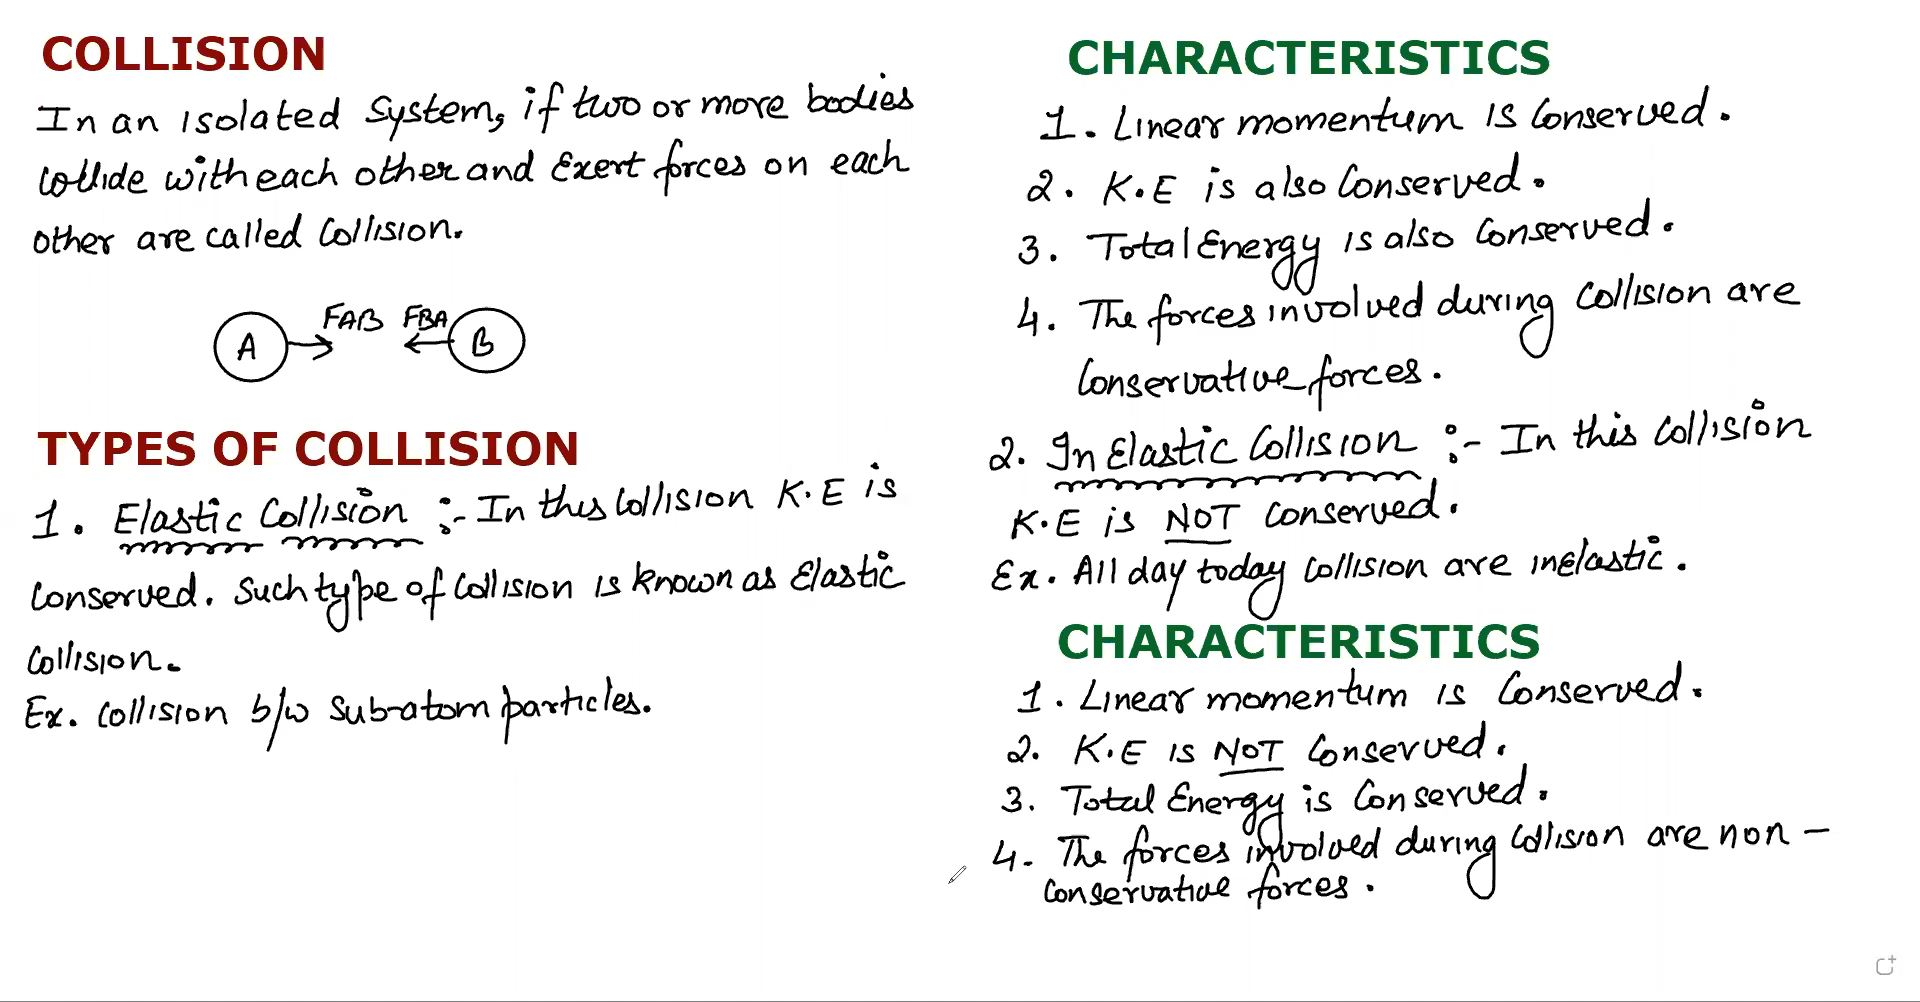 COLLISION
In an isolated system, if two or more bodies
collide with each other and Exert forces on each
other are called Collision.
A FAB FBA B
TYPES OF COLLISION
1. Elastic Collision :- In this Collision K.E is
Conserved. Such type of Collision is known as Elastic
Collision.
Ex. Collision b/w Sub-atom particles.
CHARACTERISTICS
1. Linear momentum is Conserved.
2. K.E is also Conserved.
3. Total Energy is also Conserved.
4. The forces involved during Collision are
Conservative forces.
2. In Elastic Collision :- In this Collision
K.E is NOT Conserved.
Ex. All day today Collision are inelastic.
CHARACTERISTICS
1. Linear momentum is Conserved.
2. K.E is NOT Conserved.
3. Total Energy is Conserved.
4. The forces involved during Collision are non-
Conservative forces.